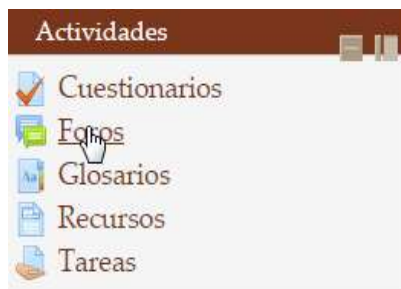 Actividades
Cuestionarios
Foros
Glosarios
Recursos
Tareas